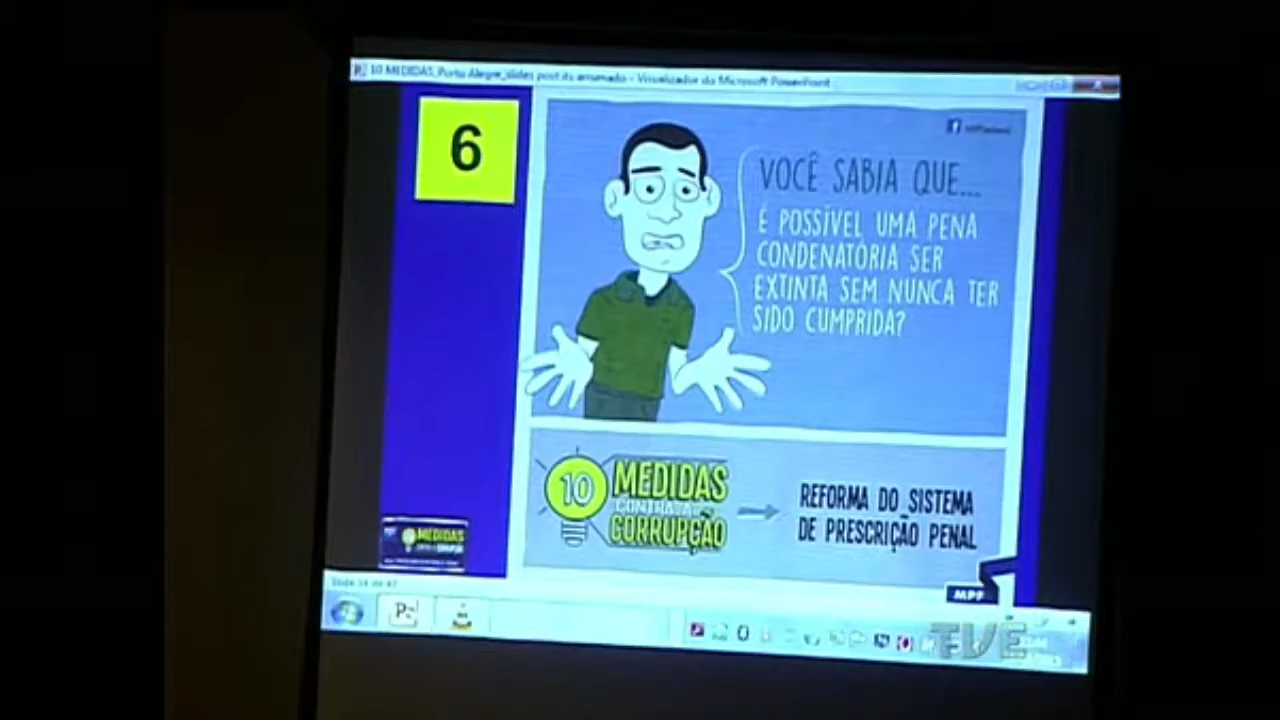 10 MEDIDAS_Porto Alegre_slides post its arrumado - Visualizador do Microsoft PowerPoint
6
VOCÊ SABIA QUE...
É POSSÍVEL UMA PENA
CONDENATÓRIA SER
EXTINTA SEM NUNCA TER
SIDO CUMPRIDA?
10 MEDIDAS
CONTRA A
CORRUPÇÃO
REFORMA DO SISTEMA
DE PRESCRIÇÃO PENAL
MEDIDAS
MPF
TVE